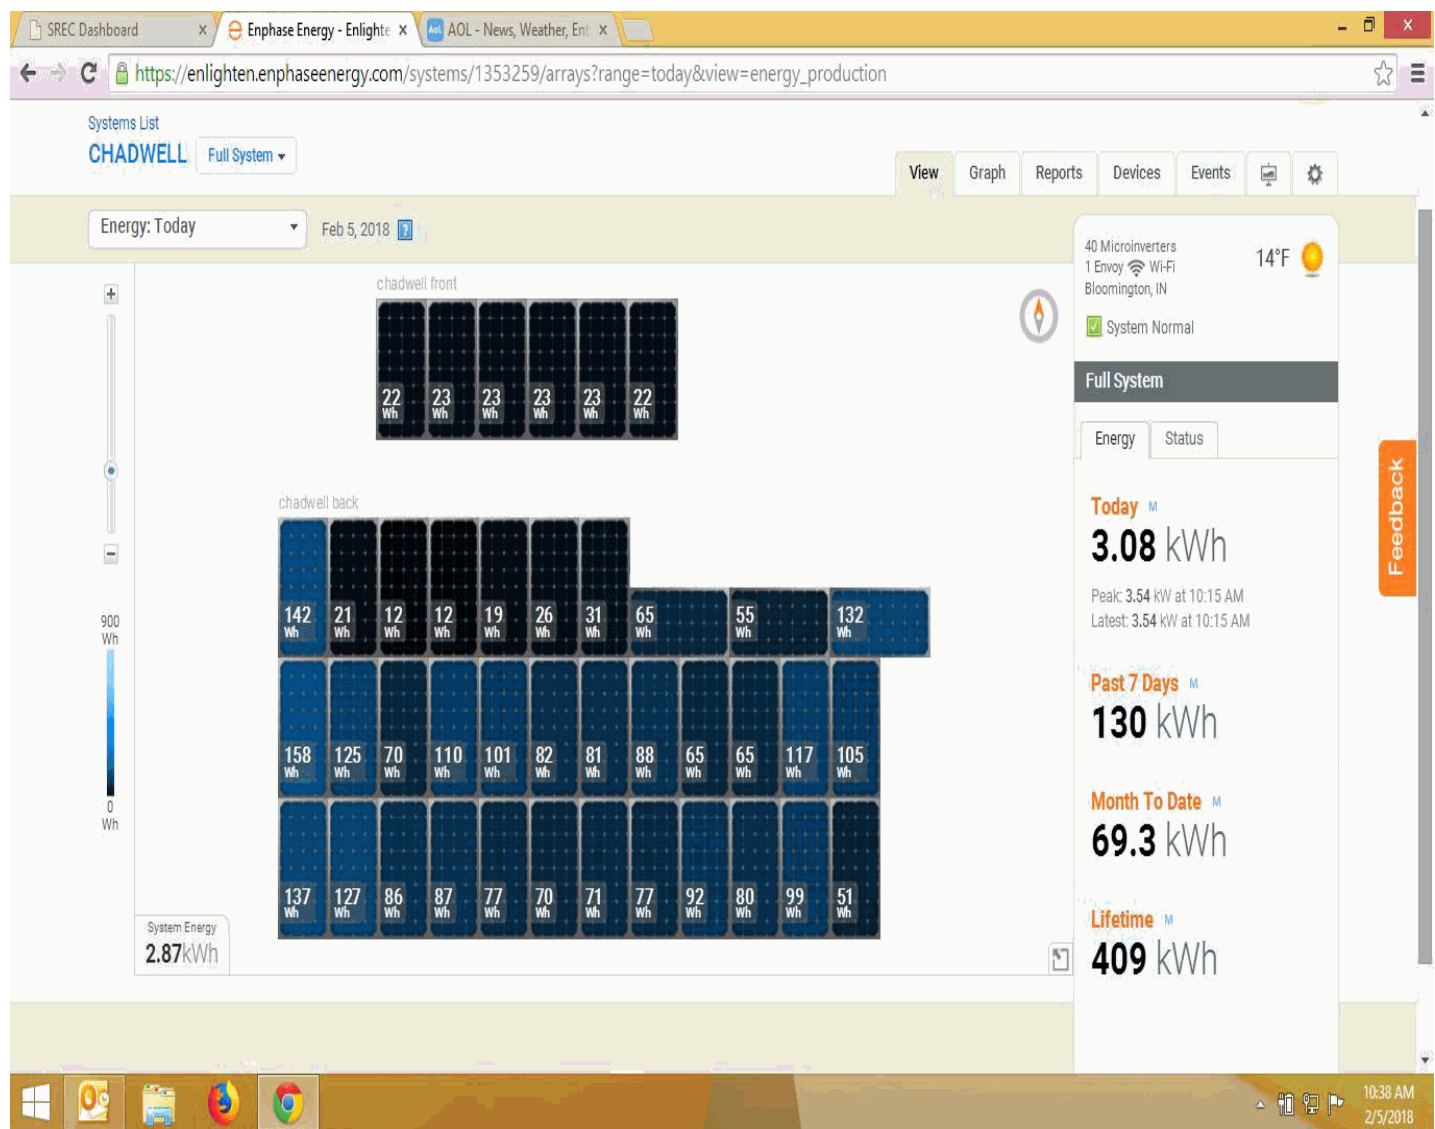 SREC Dashboard
Enphase Energy - Enlighte
AOL - News, Weather, Ent
https://enlighten.enphaseenergy.com/systems/1353259/arrays?range=today&view=energy_production
Systems List
CHADWELL Full System
View Graph Reports Devices Events
Energy: Today Feb 5, 2018 ?
40 Microinverters
1 Envoy Wi-Fi
Bloomington, IN
14°F
System Normal
Full System
Energy Status
Today M
3.08 kWh
Peak: 3.54 kW at 10:15 AM
Latest: 3.54 kW at 10:15 AM
Past 7 Days M
130 kWh
Month To Date M
69.3 kWh
Lifetime M
409 kWh
Feedback
chadwell front
22 Wh 23 Wh 23 Wh 23 Wh 23 Wh 22 Wh
chadwell back
142 Wh 21 Wh 12 Wh 12 Wh 19 Wh 26 Wh 31 Wh 65 Wh 55 Wh 132 Wh
158 Wh 125 Wh 70 Wh 110 Wh 101 Wh 82 Wh 81 Wh 88 Wh 65 Wh 65 Wh 117 Wh 105 Wh
137 Wh 127 Wh 86 Wh 87 Wh 77 Wh 70 Wh 71 Wh 77 Wh 92 Wh 80 Wh 99 Wh 51 Wh
900
Wh
0
Wh
System Energy
2.87kWh
10:38 AM
2/5/2018